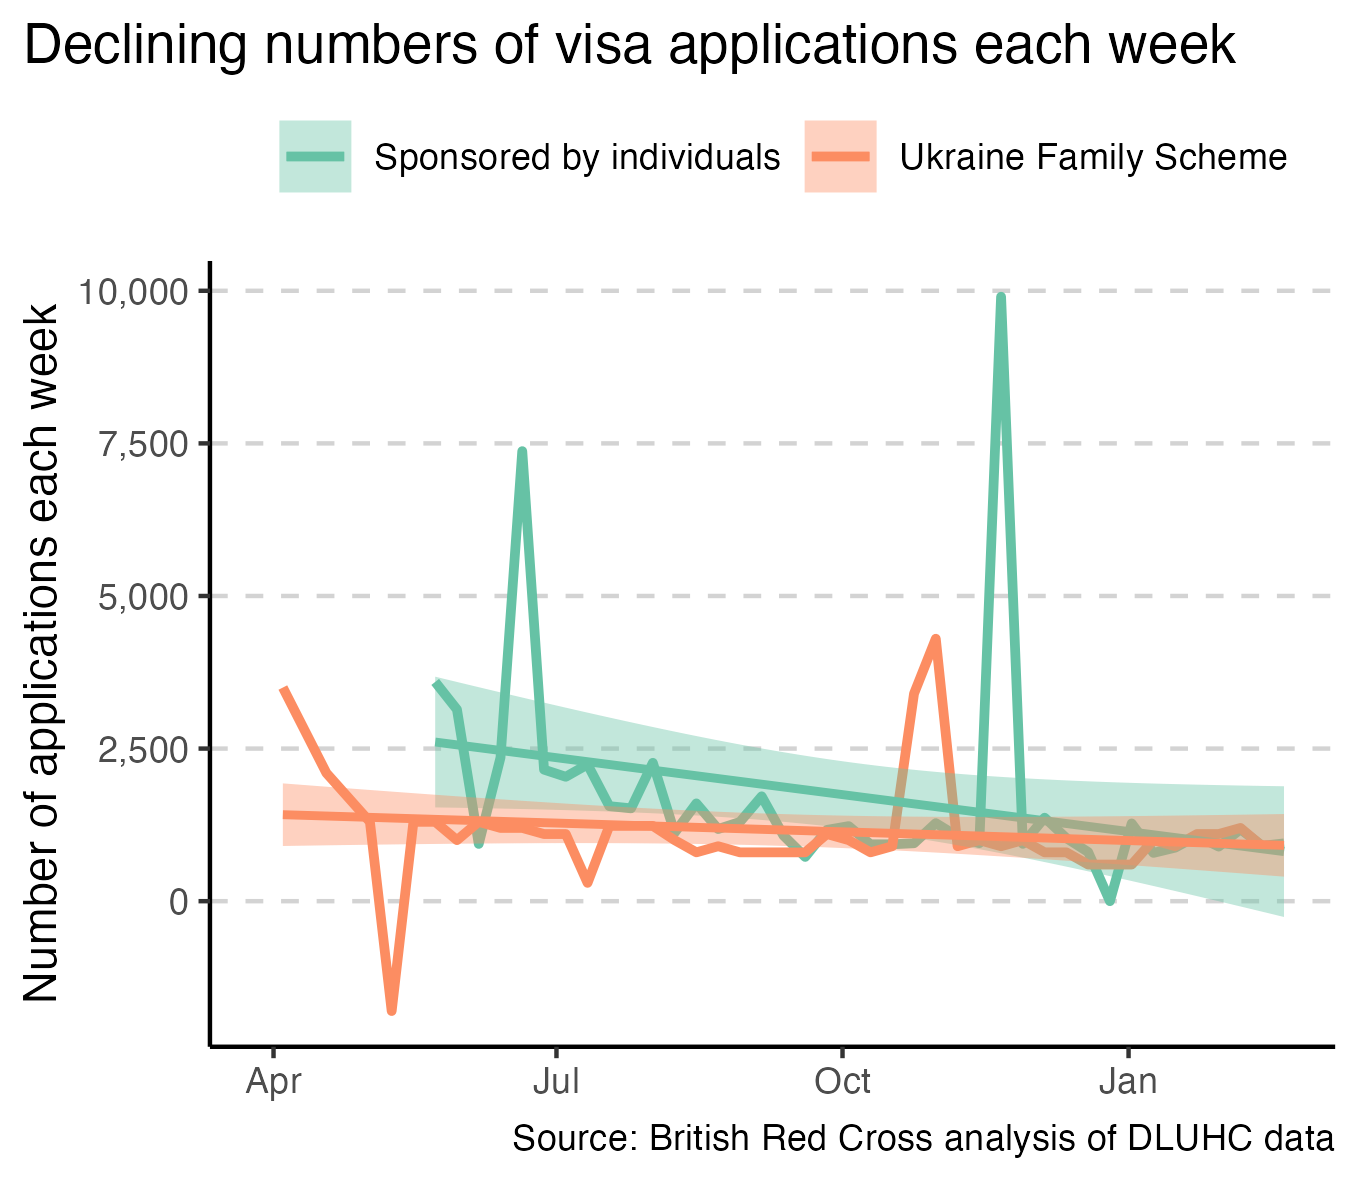 Declining numbers of visa applications each week
Sponsored by individuals
Ukraine Family Scheme
Number of applications each week
10,000
7,500
5,000
2,500
0
Apr
Jul
Oct
Jan
Source: British Red Cross analysis of DLUHC data